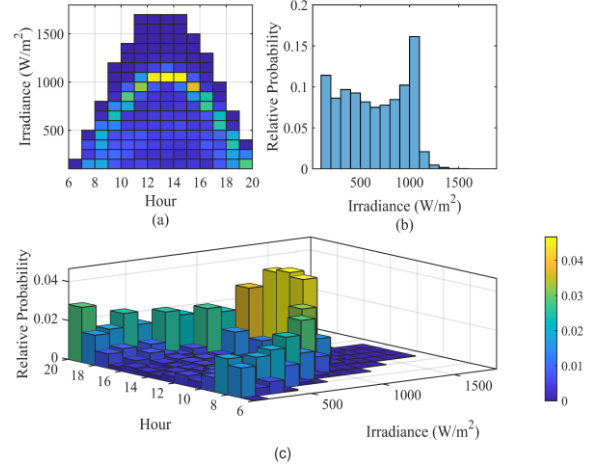 Irradiance (W/m²)
1000
500
6 8 10 12 14 16 18 20
Hour
(a)
Relative Probability
0.2
0.15
0.1
0.05
0
500 1000 1500
Irradiance (W/m²)
(b)
Relative Probability
0.04
0.02
0
20 18 16 14 12 10 8 6
Hour
500 1000 1500
Irradiance (W/m²)
0.04
0.03
0.02
0.01
0
(c)